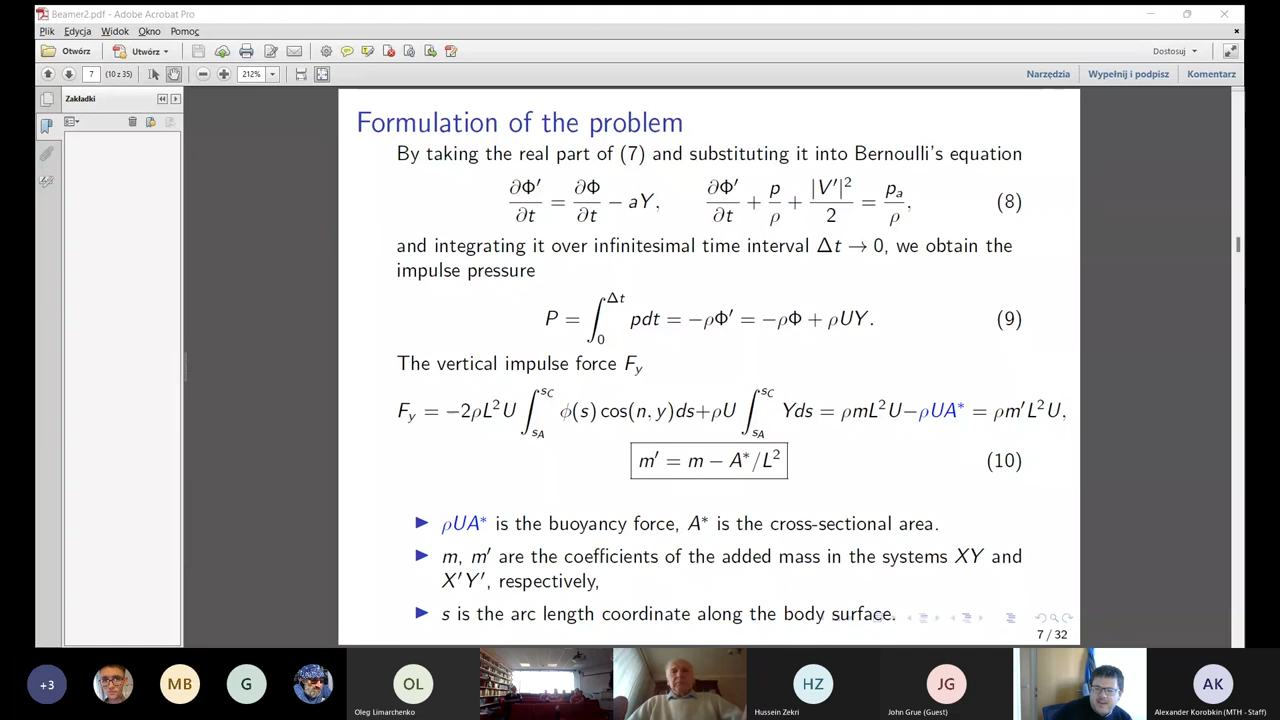 Beamer2.pdf - Adobe Acrobat Pro
Plik Edycja Widok Okno Pomoc
Otwórz Utwórz Dostosuj
7 (10 z 35) 212% Narzędzia Wypełnij i podpisz Komentarz
Zakładki
Formulation of the problem
By taking the real part of (7) and substituting it into Bernoulli's equation
∂Φ′/∂t = ∂Φ/∂t − aY, ∂Φ′/∂t + p/ρ + |V′|²/2 = pₐ/ρ, (8)
and integrating it over infinitesimal time interval Δt → 0, we obtain the
impulse pressure
P = ∫₀^Δt pdt = −ρΦ′ = −ρΦ + ρUY. (9)
The vertical impulse force F_y
F_y = −2ρL²U ∫_{s_A}^{s_C} ϕ(s) cos(n, y)ds+ρU ∫_{s_A}^{s_C} Yds = ρmL²U−ρUA* = ρm′L²U,
m′ = m − A*/L² (10)
▶ ρUA* is the buoyancy force, A* is the cross-sectional area.
▶ m, m′ are the coefficients of the added mass in the systems XY and
X′Y′, respectively,
▶ s is the arc length coordinate along the body surface.
7 / 32
+3 MB G OL HZ JG AK
Oleg Limarchenko Hussein Zekri John Grue (Guest) Alexander Korobkin (MTH - Staff)